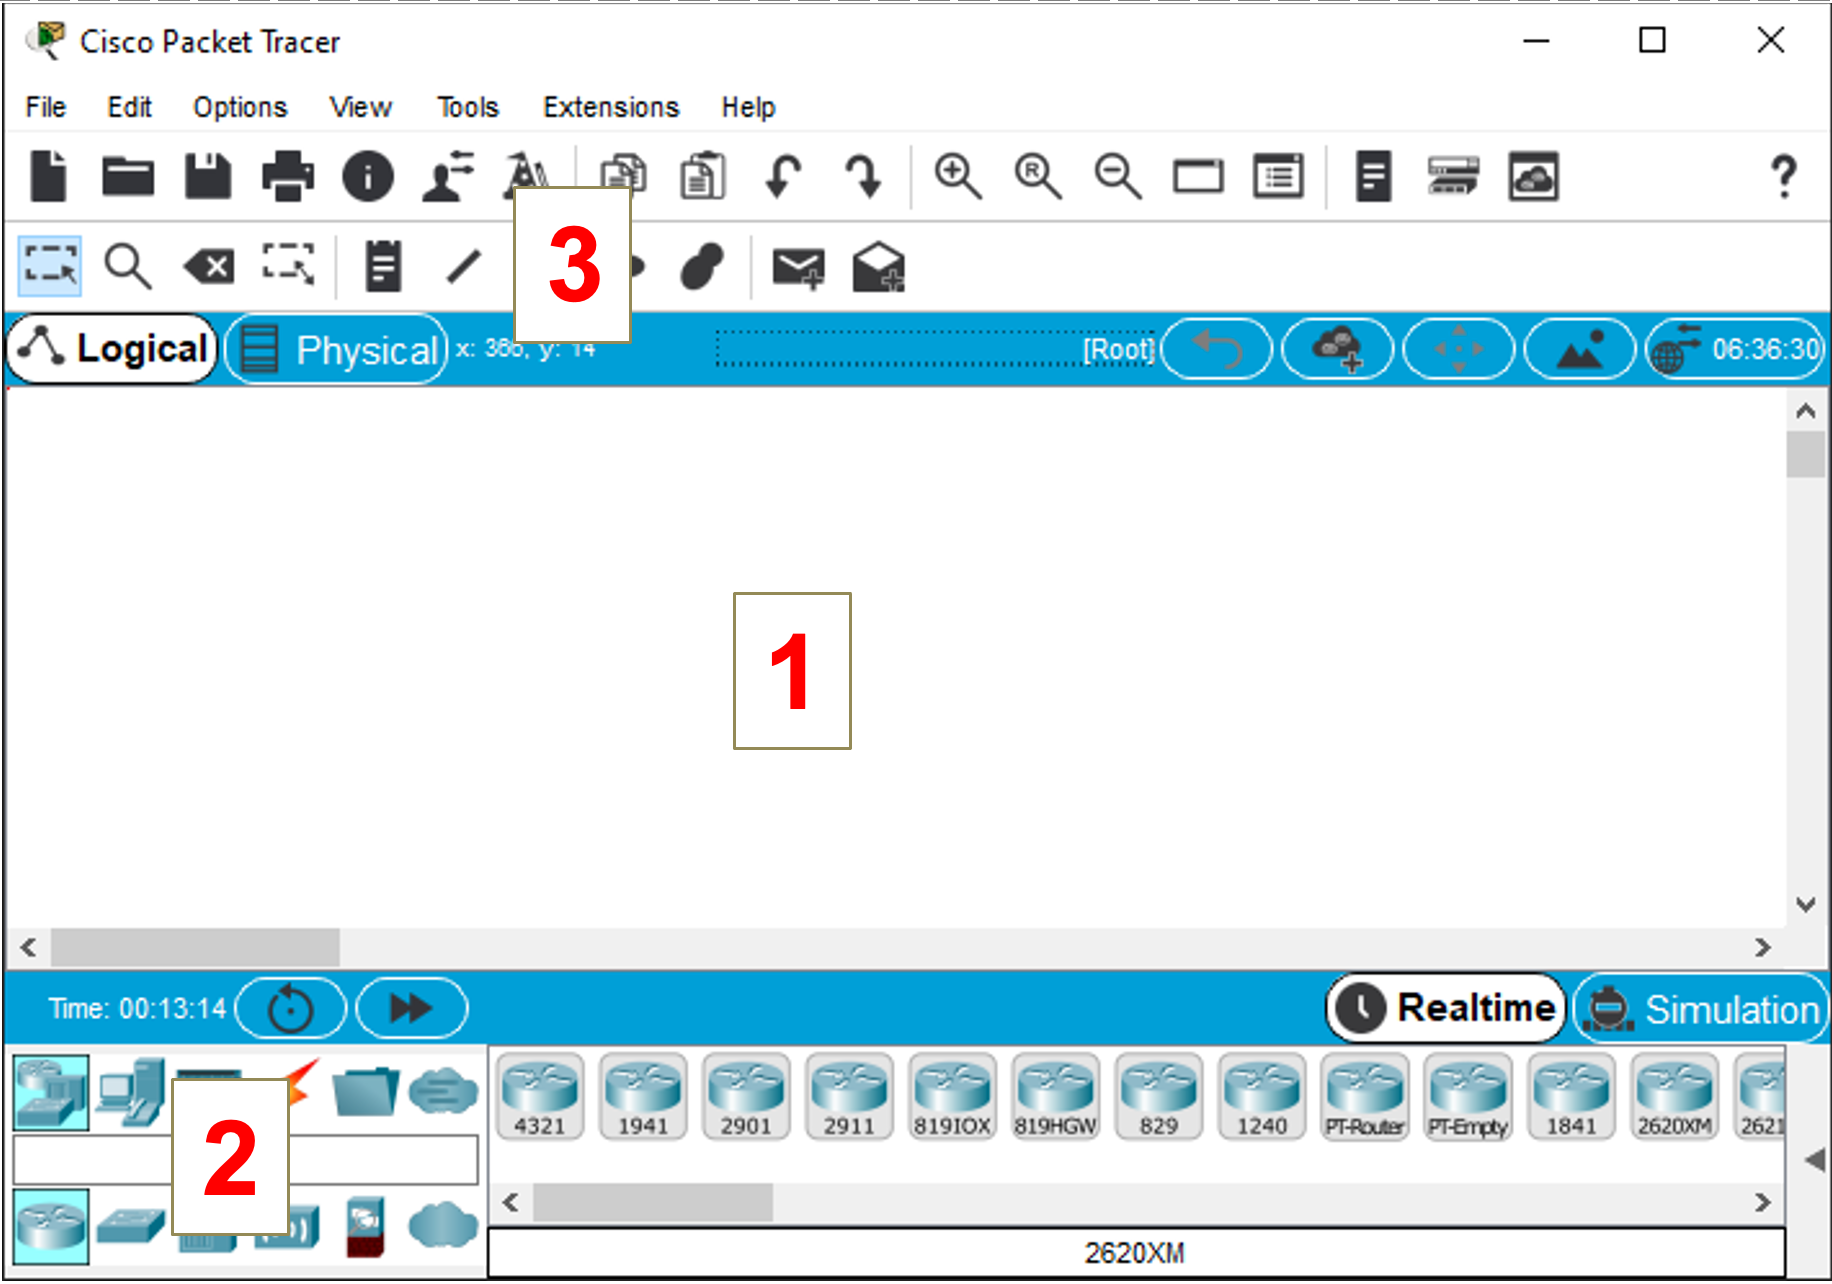 Cisco Packet Tracer
File Edit Options View Tools Extensions Help
3
Logical Physical x: 366, y: 14 [Root] 06:36:30
1
Time: 00:13:14 Realtime Simulation
4321 1941 2901 2911 819IOX 819HGW 829 1240 PT-Router PT-Empty 1841 2620XM 2621
2
2620XM